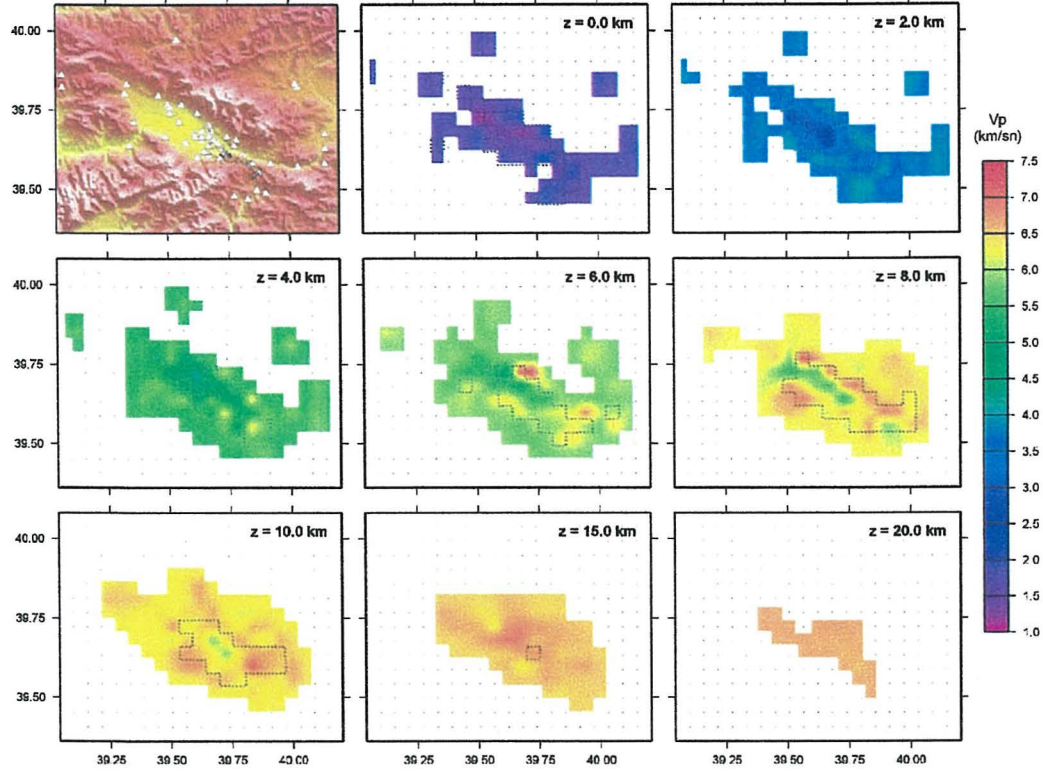 40.00
39.75
39.50
z = 0.0 km
z = 2.0 km
Vp
(km/sn)
7.5
7.0
6.5
6.0
5.5
5.0
4.5
4.0
3.5
3.0
2.5
2.0
1.5
1.0
40.00
39.75
39.50
z = 4.0 km
z = 6.0 km
z = 8.0 km
40.00
39.75
39.50
z = 10.0 km
z = 15.0 km
z = 20.0 km
39.25 39.50 39.75 40.00
39.25 39.50 39.75 40.00
39.25 39.50 39.75 40.00